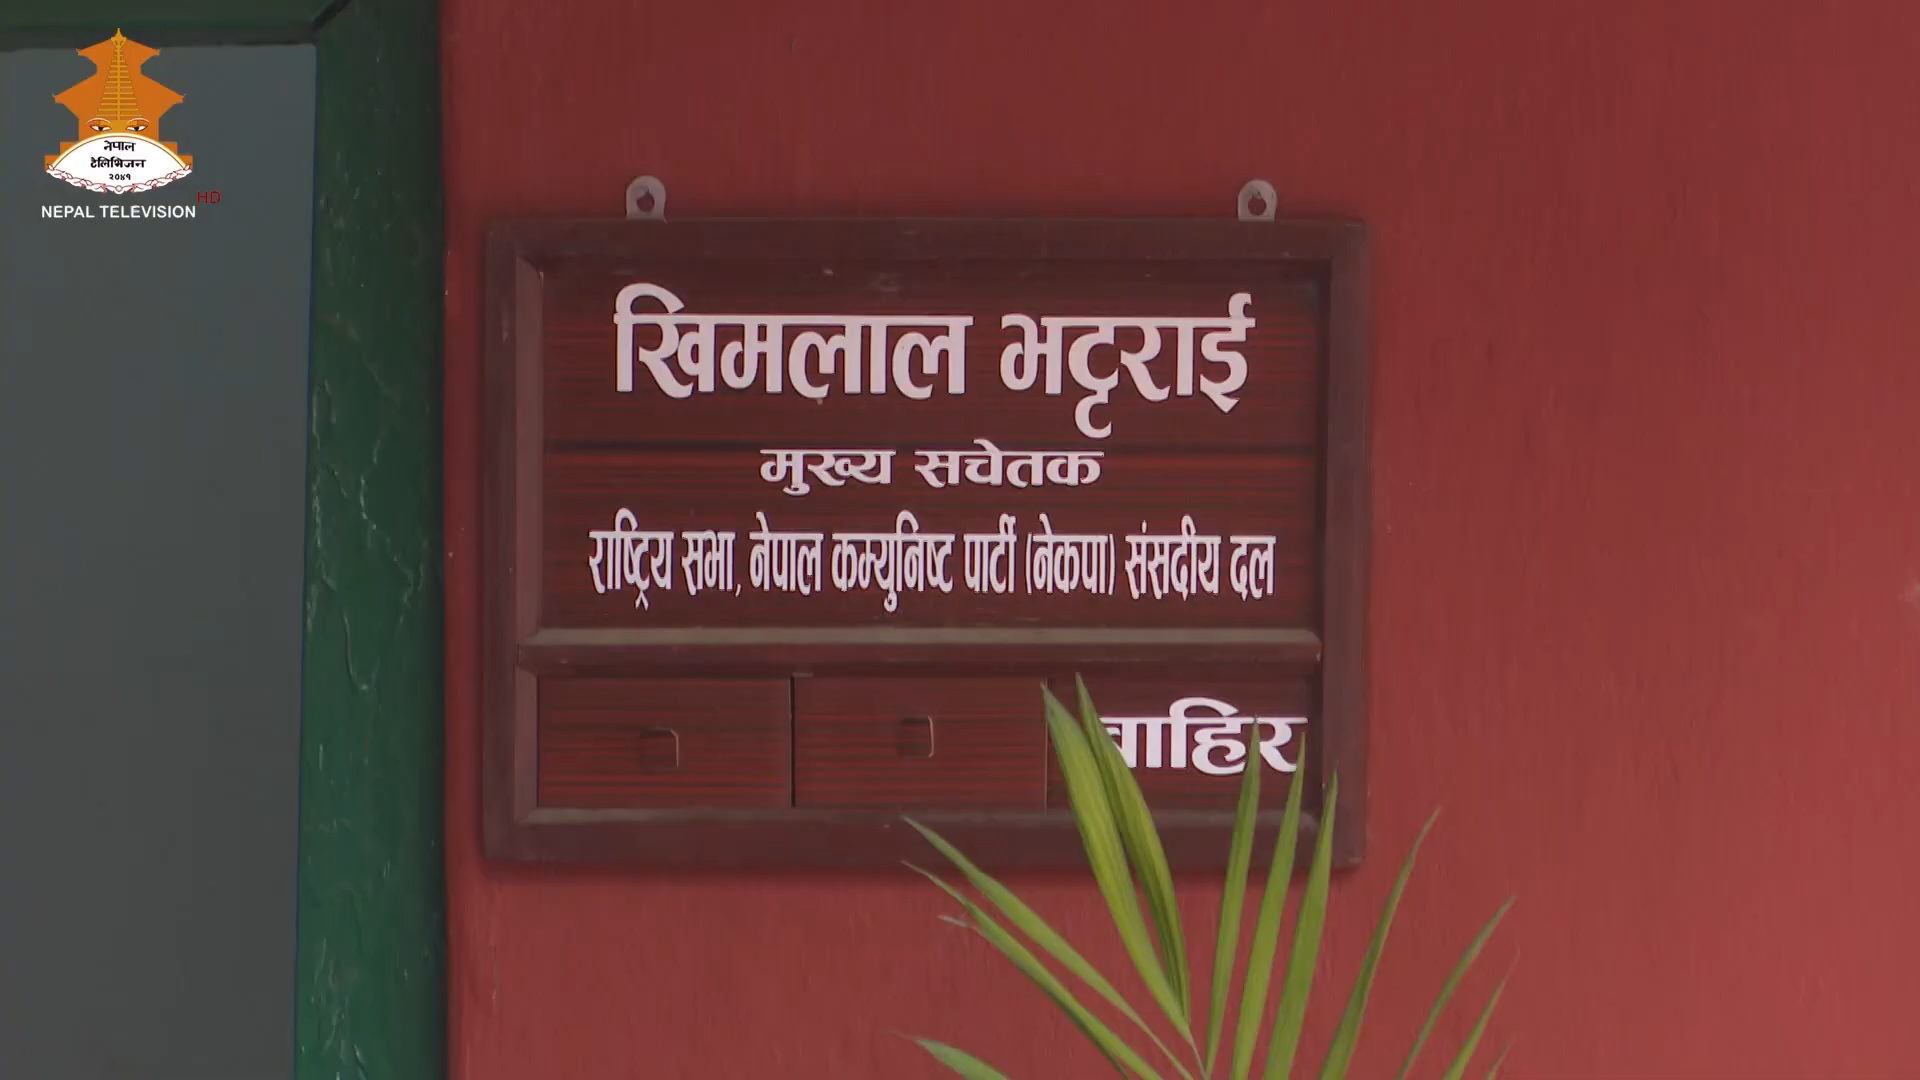 नेपाल
टेलिभिजन
२०४१
NEPAL TELEVISION HD
खिमलाल भट्टराई
मुख्य सचेतक
राष्ट्रिय सभा, नेपाल कम्युनिष्ट पार्टी (नेकपा) संसदीय दल
बाहिर